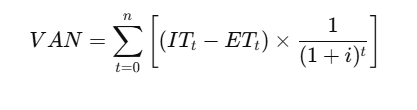 $$VAN = \sum_{t=0}^{n} \left[ (IT_t - ET_t) \times \frac{1}{(1+i)^t} \right]$$